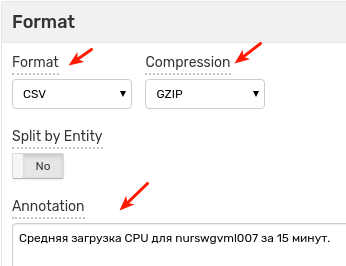 Format
Format Compression
CSV GZIP
Split by Entity
No
Annotation
Средняя загрузка CPU для nurswgvml007 за 15 минут.